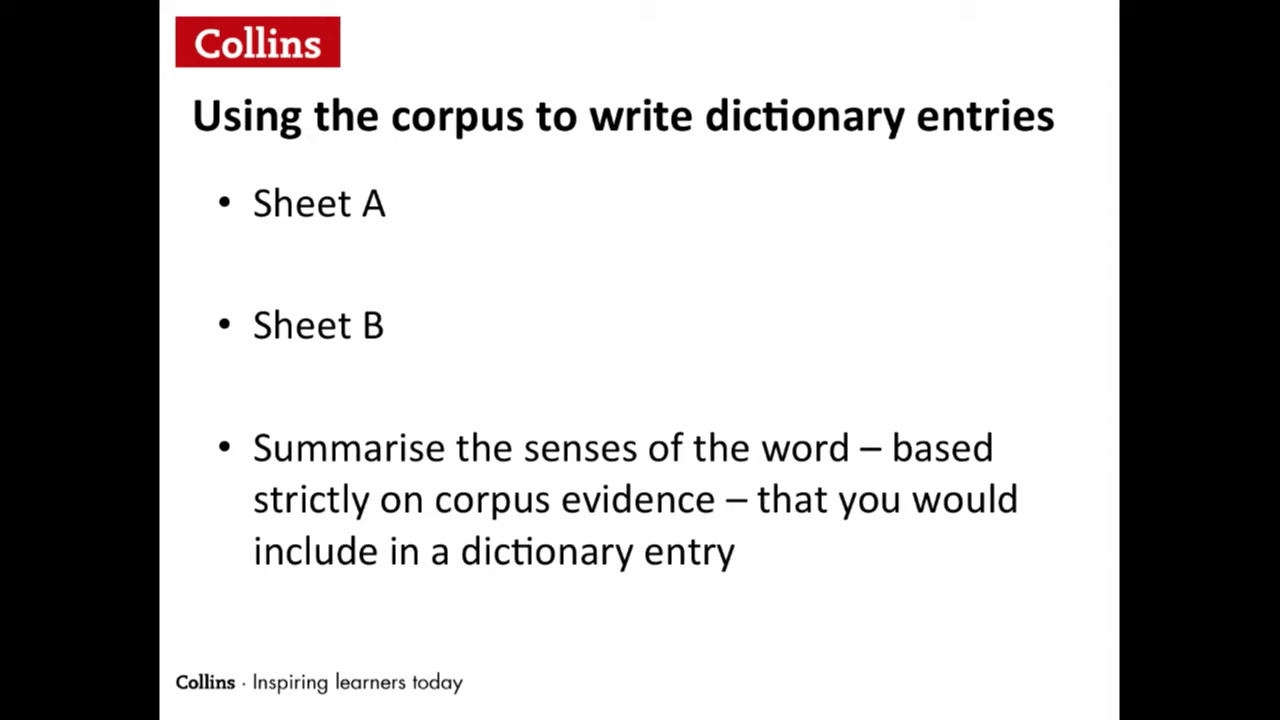 Collins
Using the corpus to write dictionary entries
• Sheet A
• Sheet B
• Summarise the senses of the word – based
strictly on corpus evidence – that you would
include in a dictionary entry
Collins · Inspiring learners today